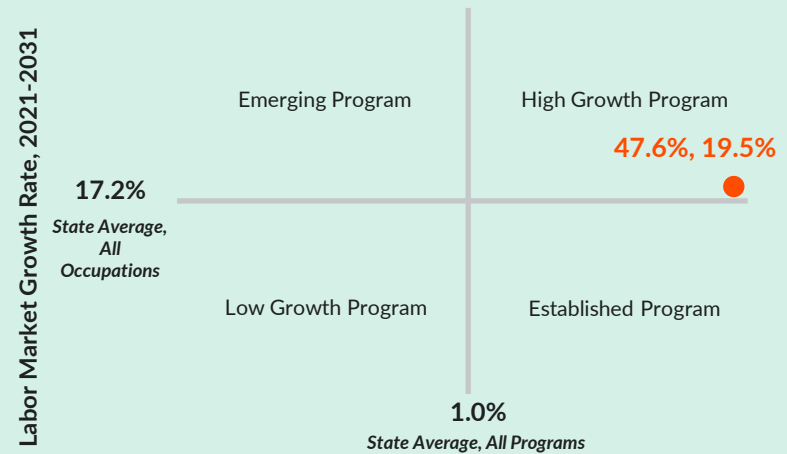 Labor Market Growth Rate, 2021-2031
Emerging Program
High Growth Program
47.6%, 19.5%
17.2%
State Average,
All
Occupations
Low Growth Program
Established Program
1.0%
State Average, All Programs